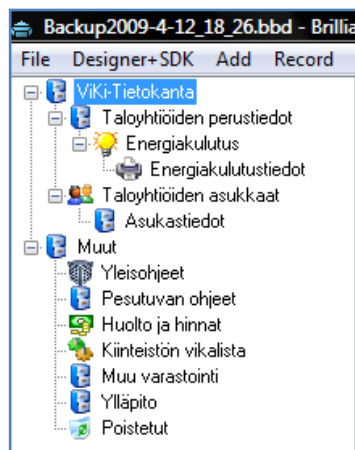 Backup2009-4-12_18_26.bbd - Brillia
File Designer+SDK Add Record
ViKi-Tietokanta
Taloyhtiöiden perustiedot
Energiakulutus
Energiakulutustiedot
Taloyhtiöiden asukkaat
Asukastiedot
Muut
Yleisohjeet
Pesutuvan ohjeet
Huolto ja hinnat
Kiinteistön vikalista
Muu varastointi
Ylläpito
Poistetut